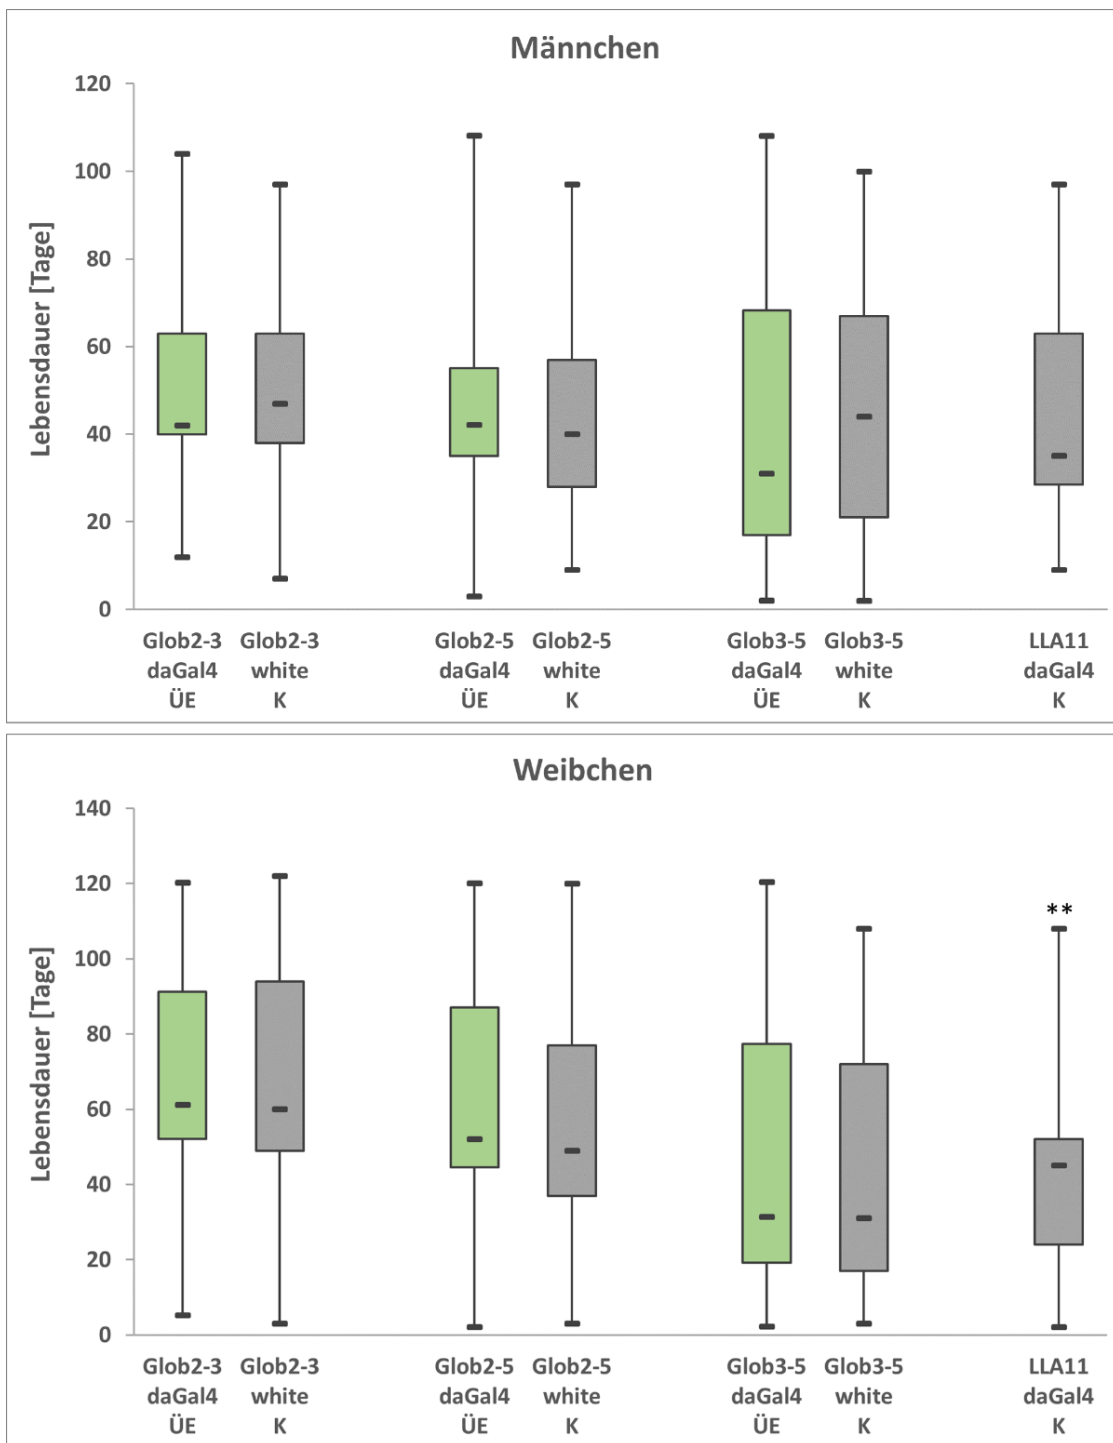 Männchen
Lebensdauer [Tage]
120
100
80
60
40
20
0
Glob2-3 Glob2-3 Glob2-5 Glob2-5 Glob3-5 Glob3-5 LLA11
daGal4 white daGal4 white daGal4 white daGal4
ÜE K ÜE K ÜE K K
Weibchen
Lebensdauer [Tage]
140
120
100
80
60
40
20
0
**
Glob2-3 Glob2-3 Glob2-5 Glob2-5 Glob3-5 Glob3-5 LLA11
daGal4 white daGal4 white daGal4 white daGal4
ÜE K ÜE K ÜE K K